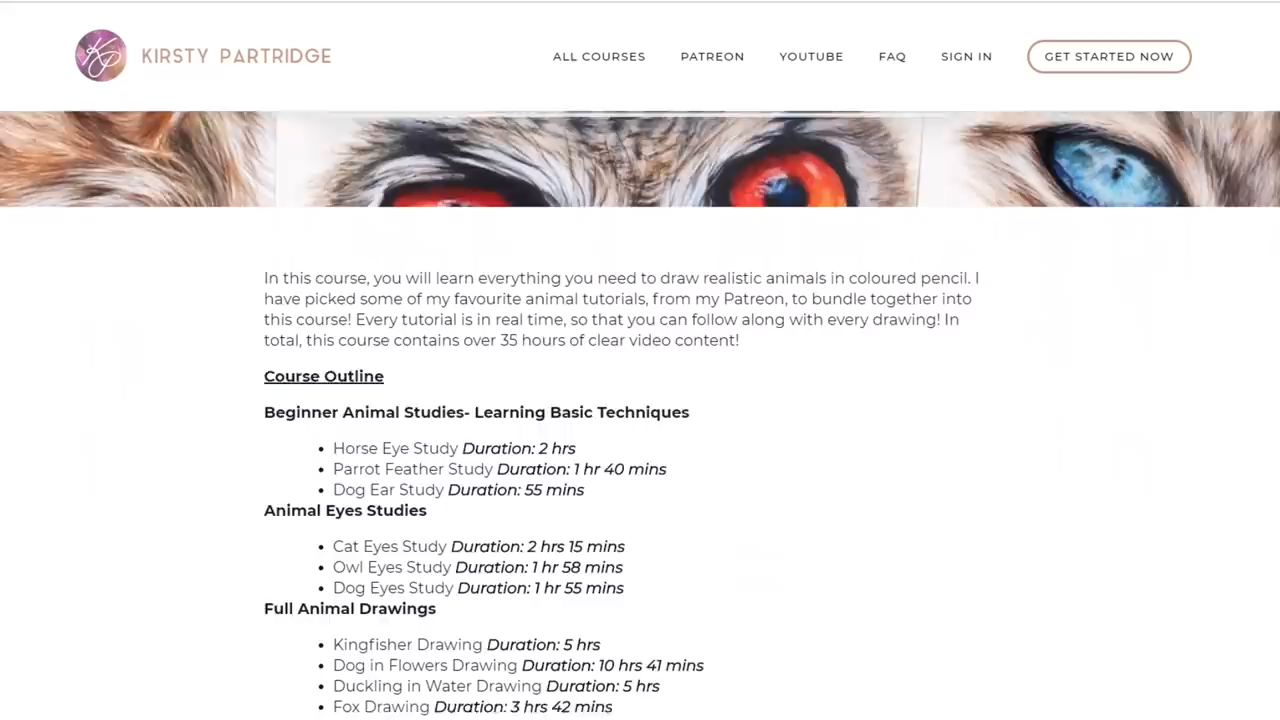 KP KIRSTY PARTRIDGE
ALL COURSES PATREON YOUTUBE FAQ SIGN IN GET STARTED NOW
In this course, you will learn everything you need to draw realistic animals in coloured pencil. I
have picked some of my favourite animal tutorials, from my Patreon, to bundle together into
this course! Every tutorial is in real time, so that you can follow along with every drawing! In
total, this course contains over 35 hours of clear video content!
Course Outline
Beginner Animal Studies- Learning Basic Techniques
• Horse Eye Study Duration: 2 hrs
• Parrot Feather Study Duration: 1 hr 40 mins
• Dog Ear Study Duration: 55 mins
Animal Eyes Studies
• Cat Eyes Study Duration: 2 hrs 15 mins
• Owl Eyes Study Duration: 1 hr 58 mins
• Dog Eyes Study Duration: 1 hr 55 mins
Full Animal Drawings
• Kingfisher Drawing Duration: 5 hrs
• Dog in Flowers Drawing Duration: 10 hrs 41 mins
• Duckling in Water Drawing Duration: 5 hrs
• Fox Drawing Duration: 3 hrs 42 mins